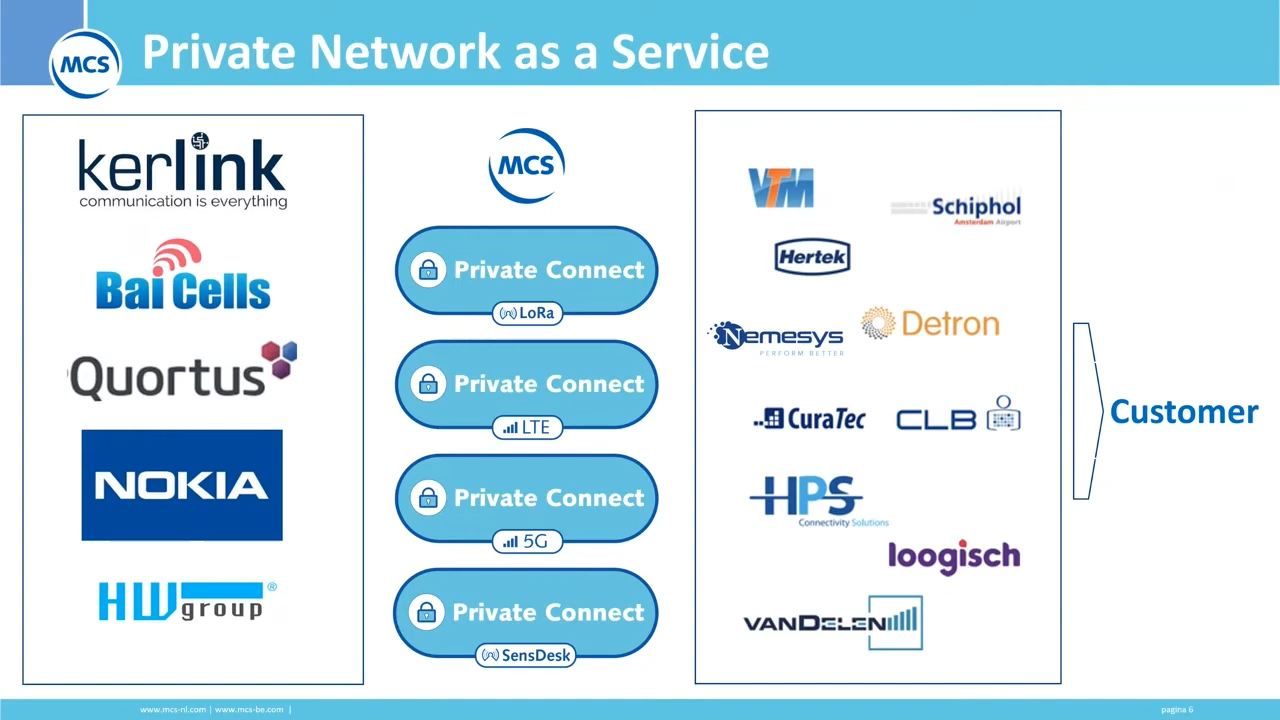 MCS
Private Network as a Service
kerlink
communication is everything
Bai Cells
Quortus
NOKIA
HW group ®
MCS
Private Connect
LoRa
Private Connect
LTE
Private Connect
5G
Private Connect
SensDesk
VTM
Schiphol
Amsterdam Airport
Hertek
Nemesys
PERFORM BETTER
Detron
CuraTec
CLB
HPS
Connectivity Solutions
loogisch
VANDELEN
Customer
www.mcs-nl.com | www.mcs-be.com |
pagina 6